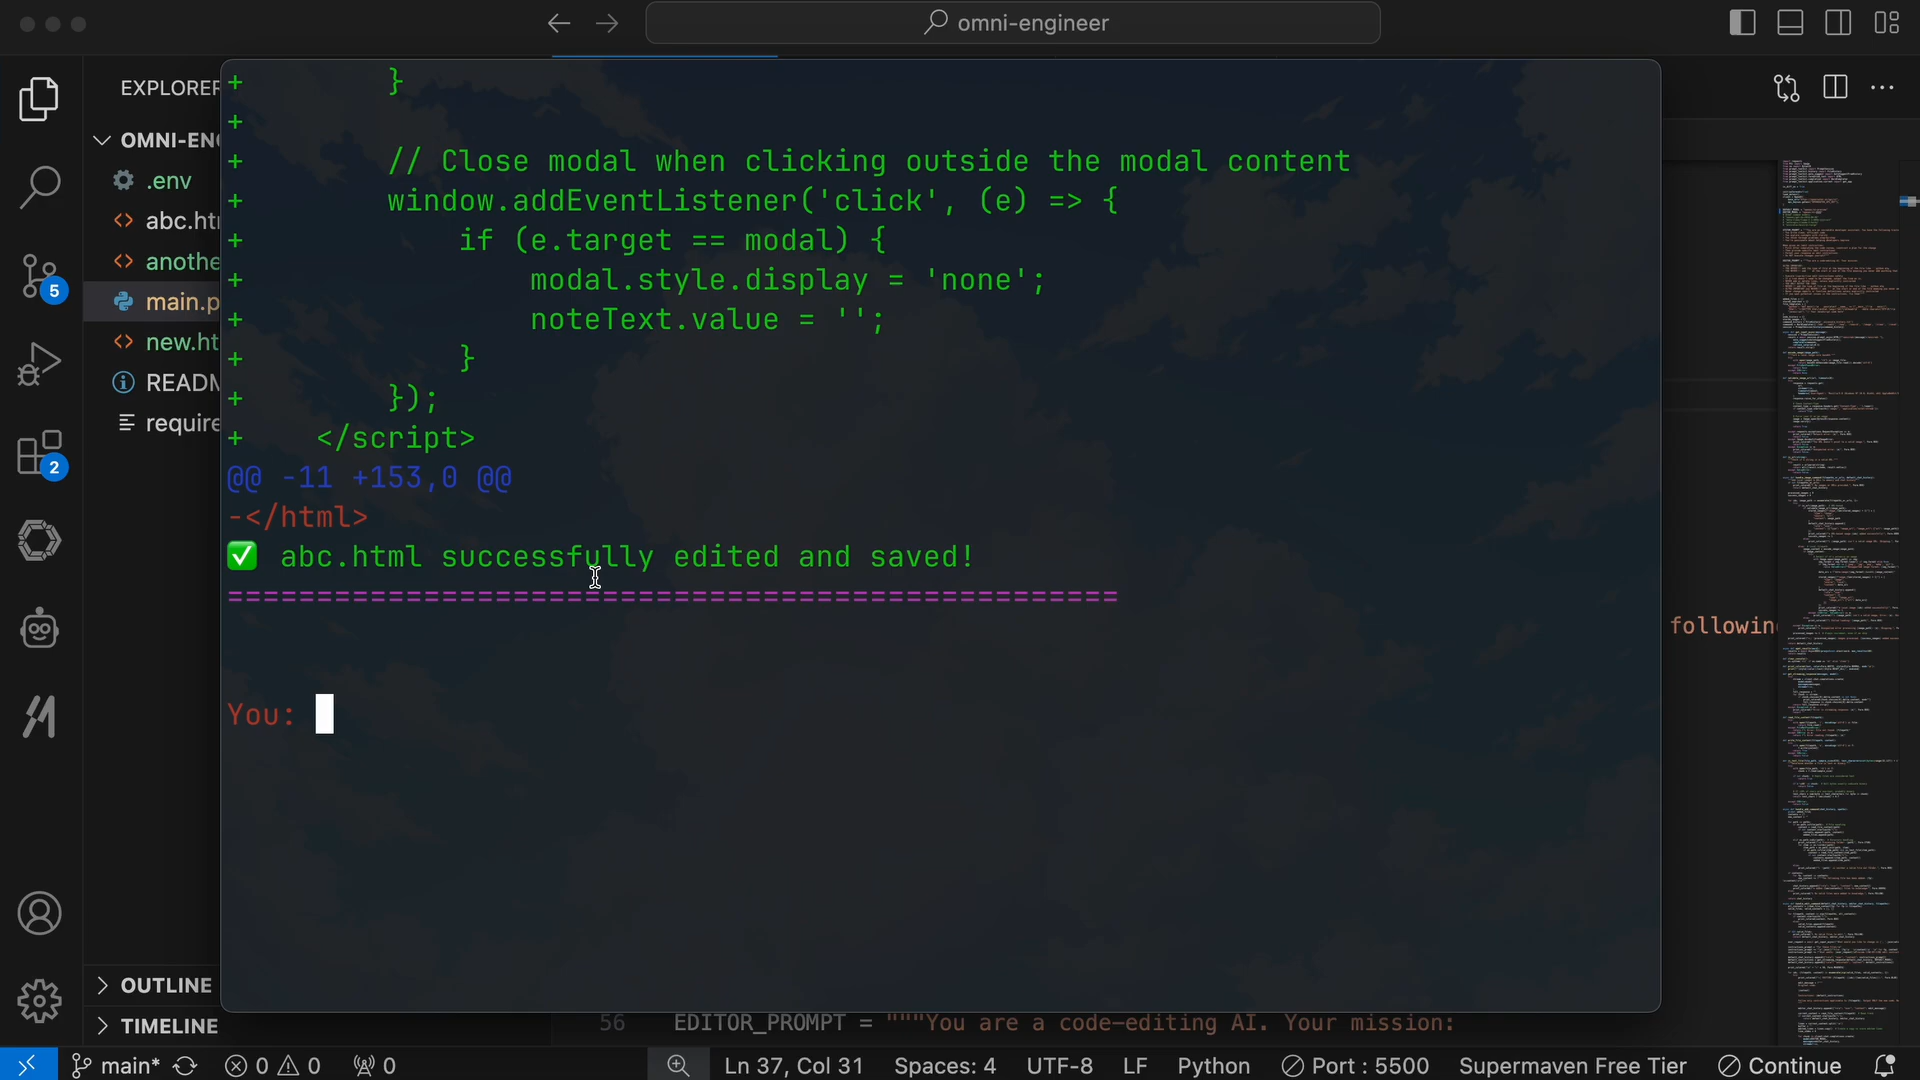 omni-engineer
EXPLORER
OMNI-EN
.env
abc.ht
anothe
main.p
new.ht
READM
require
OUTLINE
TIMELINE
5
2
+ }
+
+ // Close modal when clicking outside the modal content
+ window.addEventListener('click', (e) => {
+ if (e.target == modal) {
+ modal.style.display = 'none';
+ noteText.value = '';
+ }
+ });
+ </script>
@@ -11 +153,0 @@
-</html>
✅ abc.html successfully edited and saved!
==================================================
You:
following
56 EDITOR_PROMPT = """You are a code-editing AI. Your mission:
main* 0 0 0 Ln 37, Col 31 Spaces: 4 UTF-8 LF Python Port : 5500 Supermaven Free Tier Continue